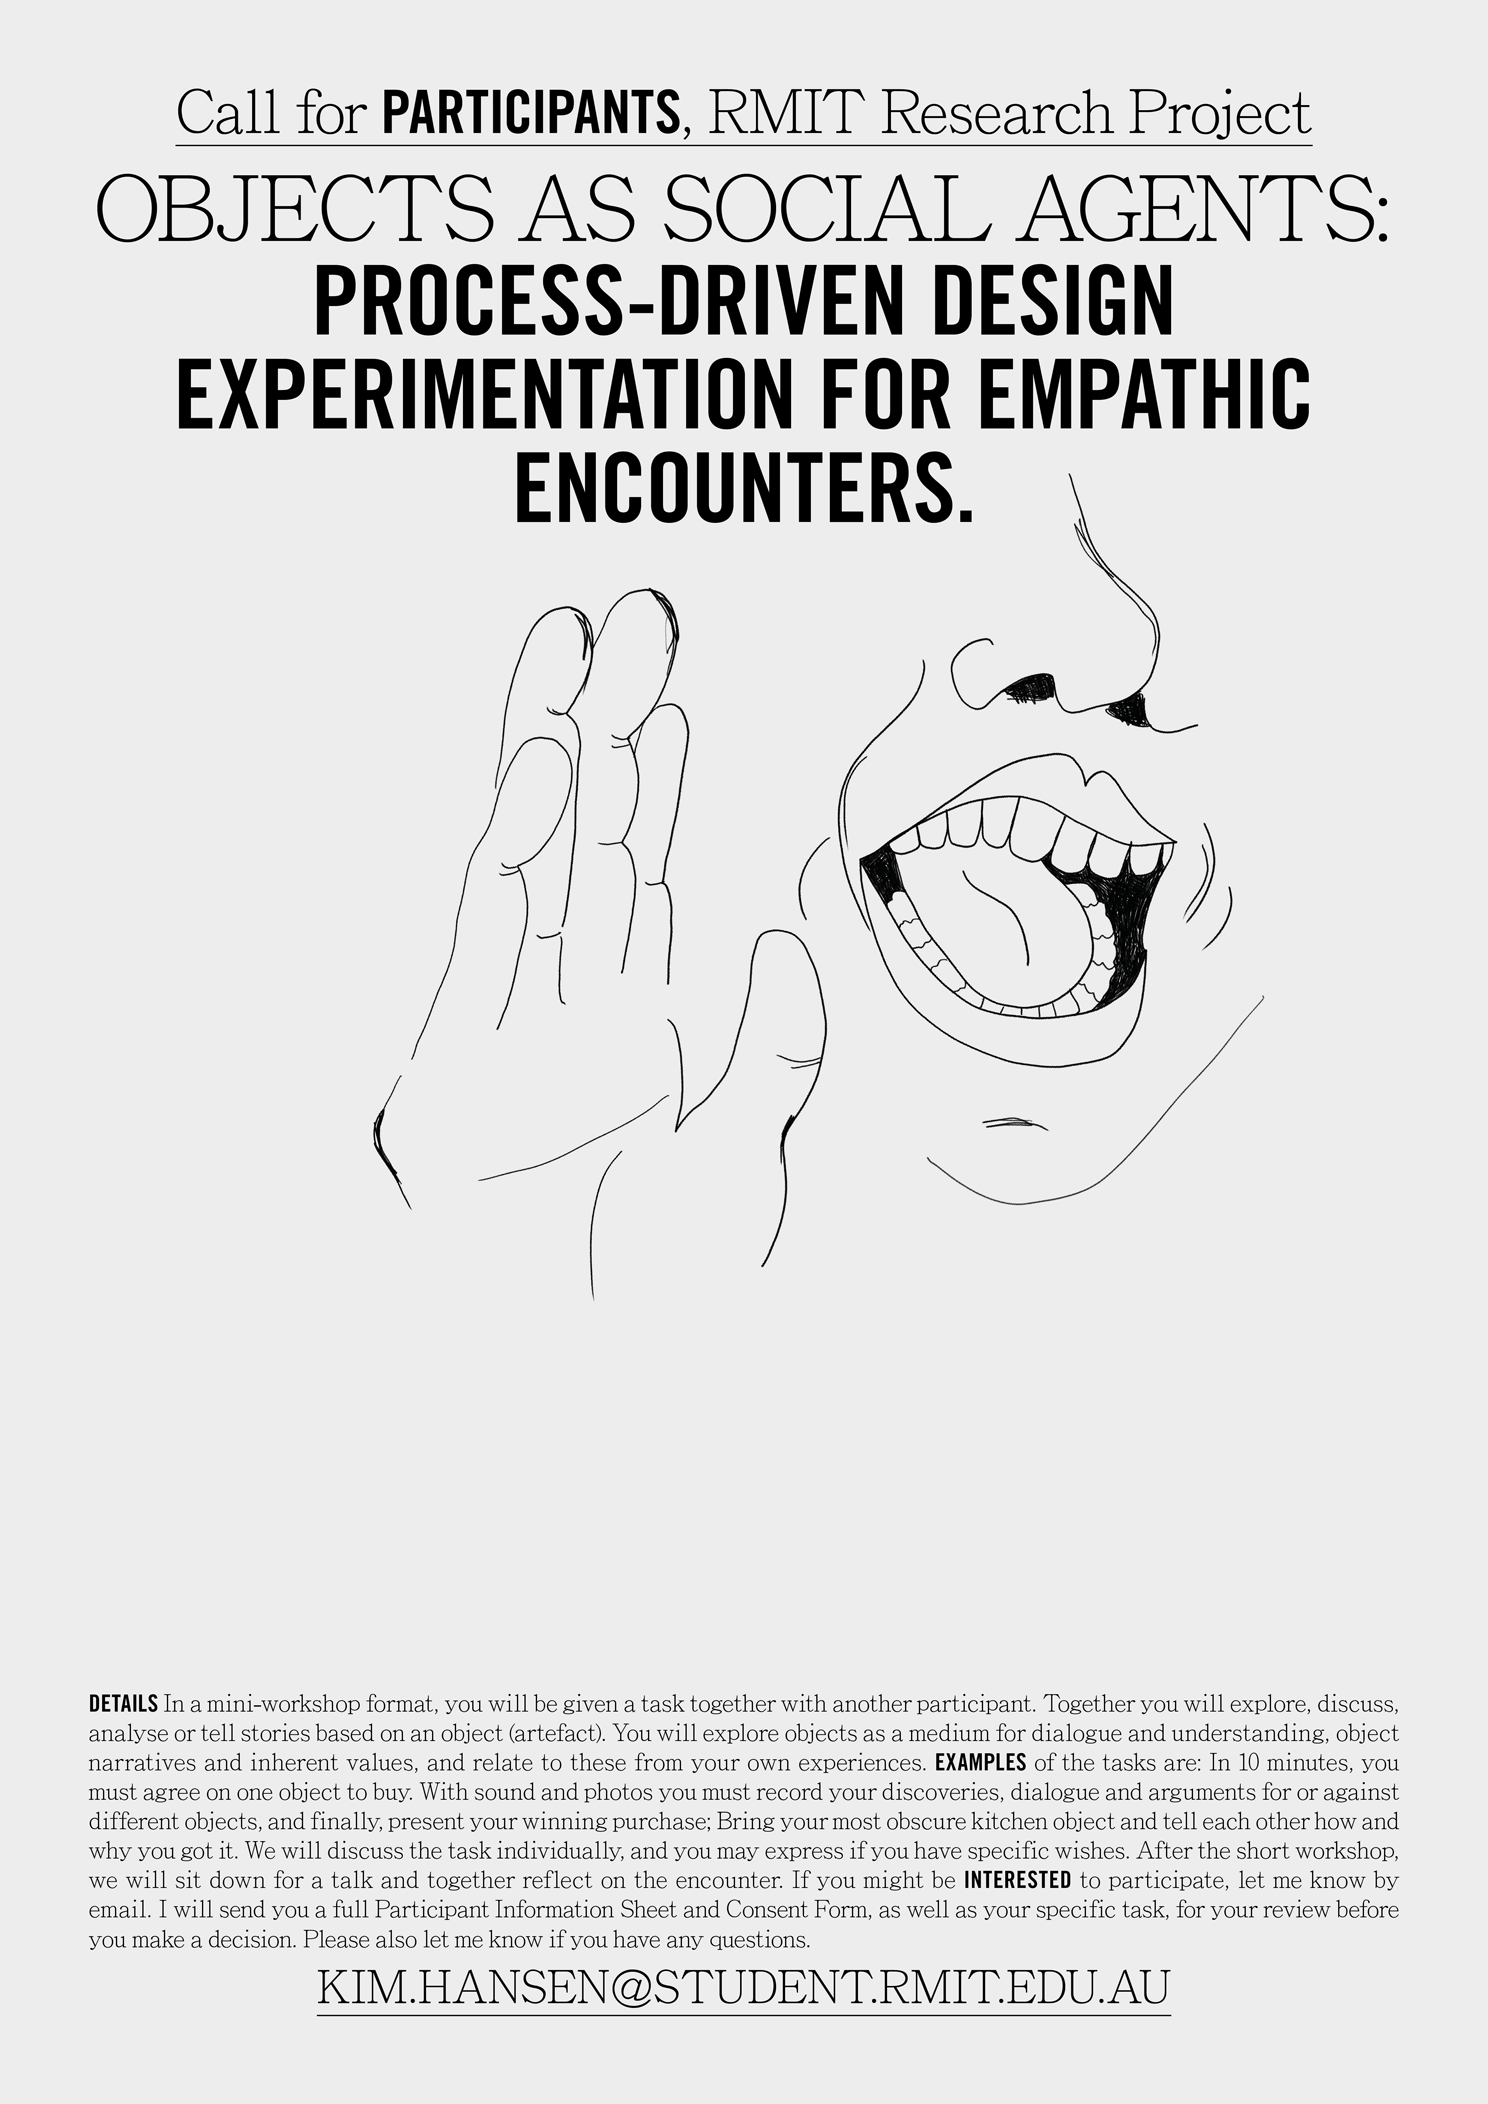 Call for PARTICIPANTS, RMIT Research Project
OBJECTS AS SOCIAL AGENTS:
PROCESS-DRIVEN DESIGN
EXPERIMENTATION FOR EMPATHIC
ENCOUNTERS.
DETAILS In a mini-workshop format, you will be given a task together with another participant. Together you will explore, discuss,
analyse or tell stories based on an object (artefact). You will explore objects as a medium for dialogue and understanding, object
narratives and inherent values, and relate to these from your own experiences. EXAMPLES of the tasks are: In 10 minutes, you
must agree on one object to buy. With sound and photos you must record your discoveries, dialogue and arguments for or against
different objects, and finally, present your winning purchase; Bring your most obscure kitchen object and tell each other how and
why you got it. We will discuss the task individually, and you may express if you have specific wishes. After the short workshop,
we will sit down for a talk and together reflect on the encounter. If you might be INTERESTED to participate, let me know by
email. I will send you a full Participant Information Sheet and Consent Form, as well as your specific task, for your review before
you make a decision. Please also let me know if you have any questions.
KIM.HANSEN@STUDENT.RMIT.EDU.AU